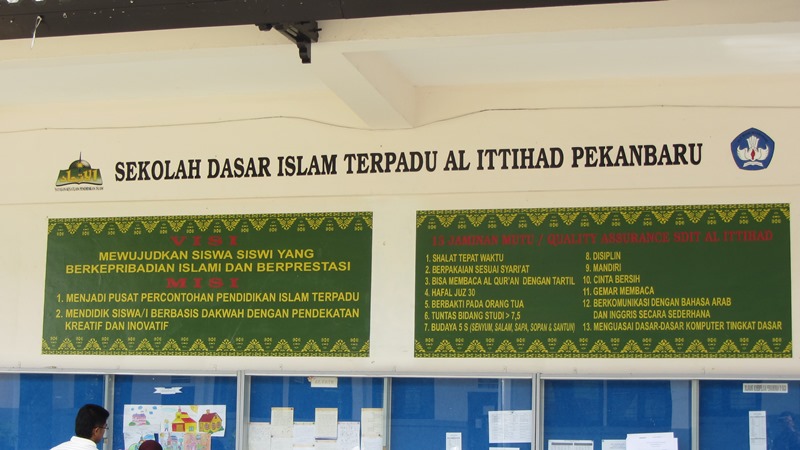 SEKOLAH DASAR ISLAM TERPADU AL ITTIHAD PEKANBARU
VISI
MEWUJUDKAN SISWA SISWI YANG
BERKEPRIBADIAN ISLAMI DAN BERPRESTASI
MISI
1. MENJADI PUSAT PERCONTOHAN PENDIDIKAN ISLAM TERPADU
2. MENDIDIK SISWA/I BERBASIS DAKWAH DENGAN PENDEKATAN
KREATIF DAN INOVATIF
15 JAMINAN MUTU / QUALITY ASSURANCE SDIT AL ITTIHAD
1. SHALAT TEPAT WAKTU
2. BERPAKAIAN SESUAI SYARI'AT
3. BISA MEMBACA AL QUR'AN DENGAN TARTIL
4. HAFAL JUZ 30
5. BERBAKTI PADA ORANG TUA
6. TUNTAS BIDANG STUDI > 7,5
7. BUDAYA 5 S (SENYUM, SALAM, SAPA, SOPAN & SANTUN)
8. DISIPLIN
9. MANDIRI
10. CINTA BERSIH
11. GEMAR MEMBACA
12. BERKOMUNIKASI DENGAN BAHASA ARAB
DAN INGGRIS SECARA SEDERHANA
13. MENGUASAI DASAR-DASAR KOMPUTER TINGKAT DASAR